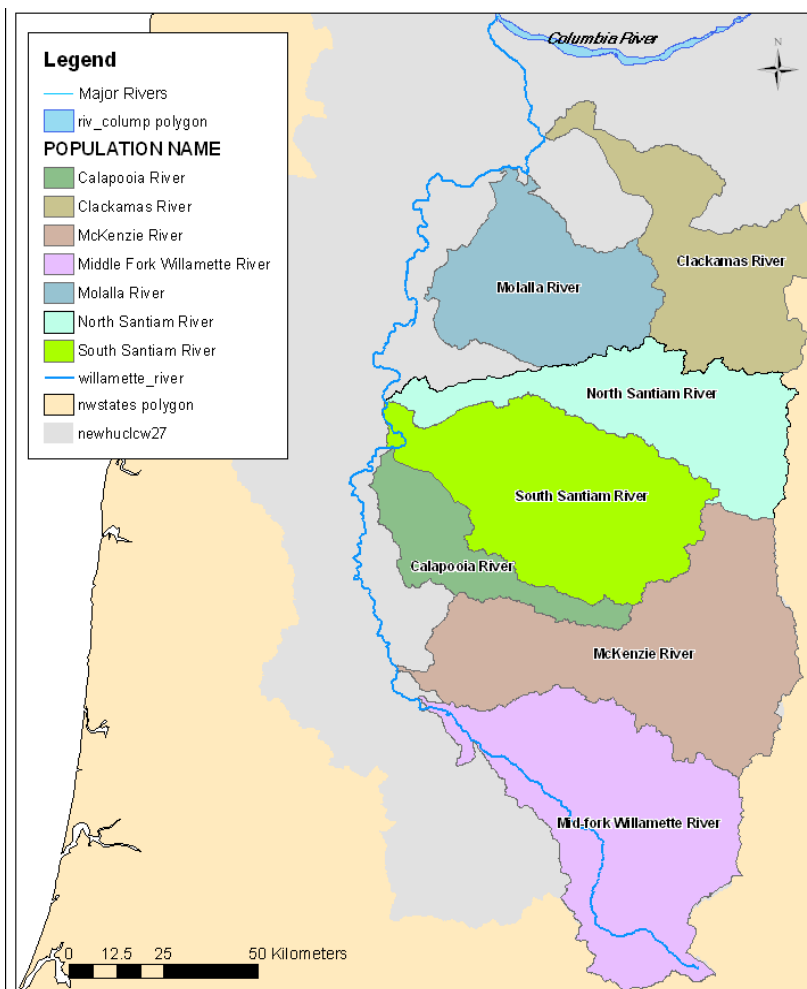 Columbia River
N
Legend
Major Rivers
riv_colump polygon
POPULATION NAME
Calapooia River
Clackamas River
McKenzie River
Middle Fork Willamette River
Molalla River
North Santiam River
South Santiam River
willamette_river
nwstates polygon
newhuclcw27
Clackamas River
Molalla River
North Santiam River
South Santiam River
Calapooia River
McKenzie River
Mid-fork Willamette River
0 12.5 25 50 Kilometers